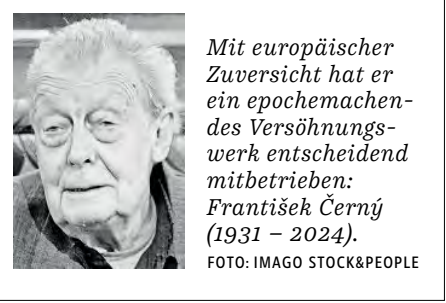 Mit europäischer
Zuversicht hat er
ein epochemachen-
des Versöhnungs-
werk entscheidend
mitbetrieben:
František Černý
(1931 – 2024).
FOTO: IMAGO STOCK&PEOPLE